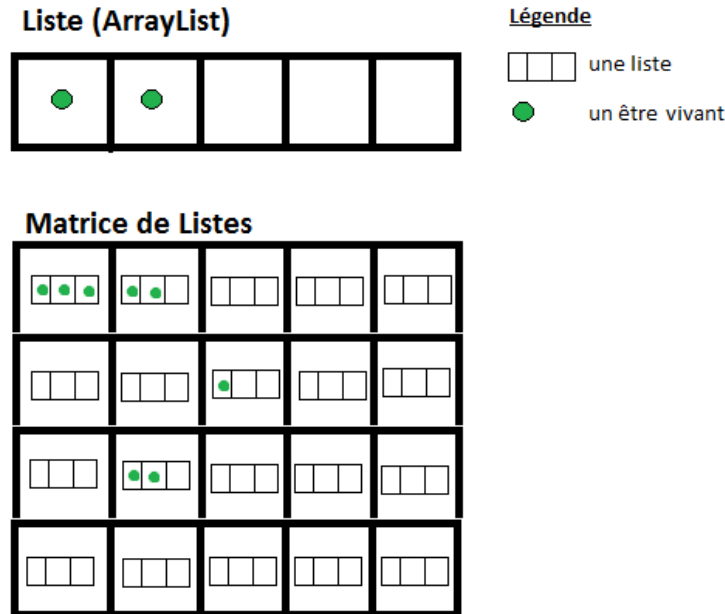 Liste (ArrayList)
Légende
une liste
un être vivant
Matrice de Listes